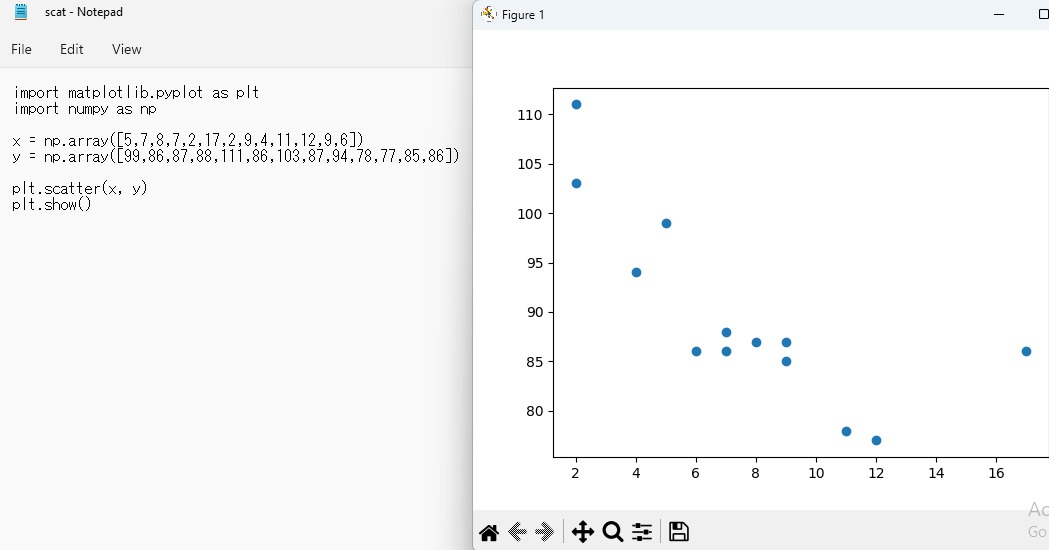 scat - Notepad
File Edit View
import matplotlib.pyplot as plt
import numpy as np
x = np.array([5,7,8,7,2,17,2,9,4,11,12,9,6])
y = np.array([99,86,87,88,111,86,103,87,94,78,77,85,86])
plt.scatter(x, y)
plt.show()
Figure 1
110
105
100
95
90
85
80
2 4 6 8 10 12 14 16
Go